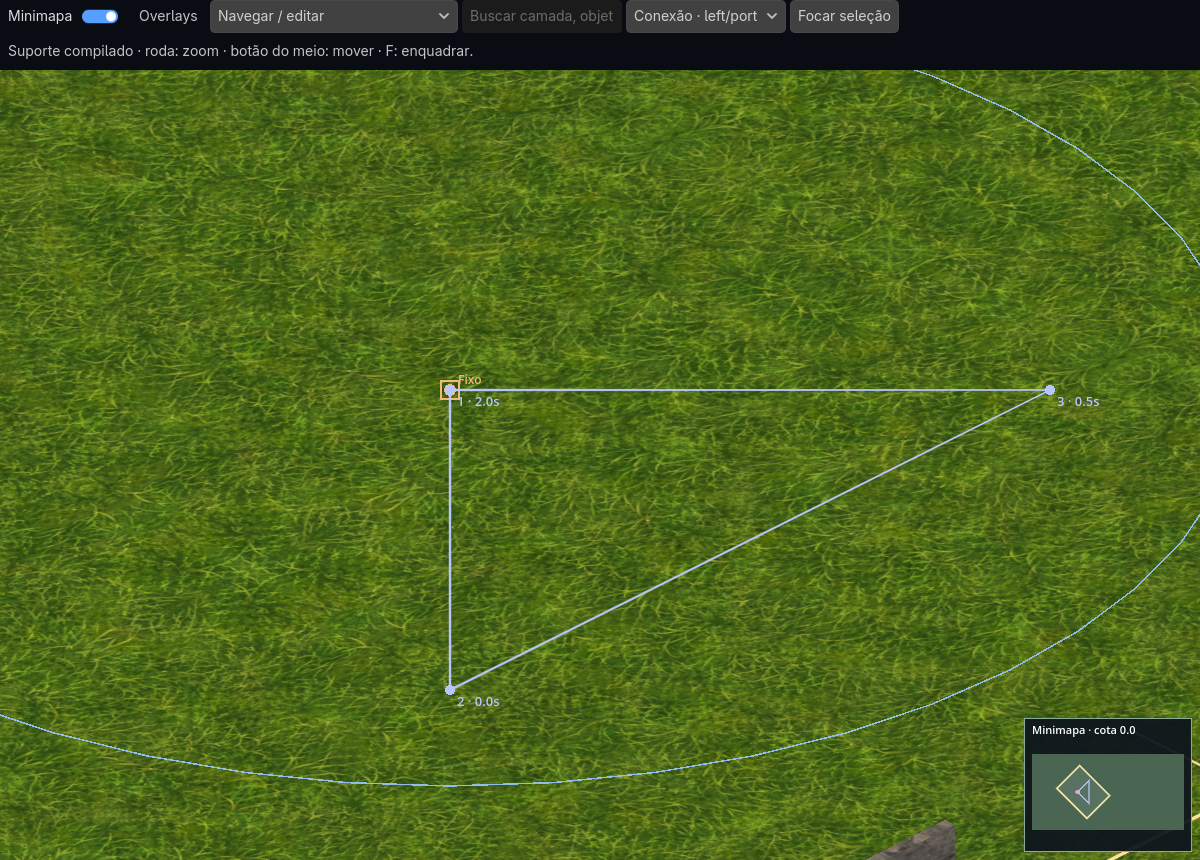 Minimapa Overlays Navegar / editar Buscar camada, objet Conexão · left/port Focar seleção
Suporte compilado · roda: zoom · botão do meio: mover · F: enquadrar.
Fixo
1 · 2.0s
3 · 0.5s
2 · 0.0s
Minimapa · cota 0.0